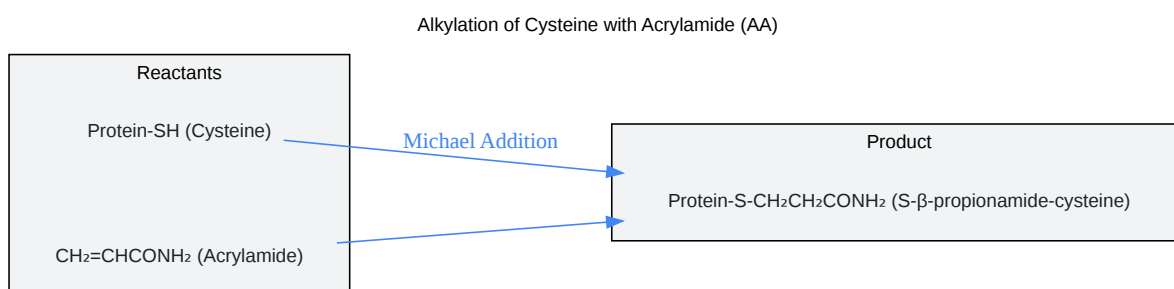 Alkylation of Cysteine with Acrylamide (AA)
Reactants
Protein-SH (Cysteine)
Michael Addition
Product
Protein-S-CH₂CH₂CONH₂ (S-β-propionamide-cysteine)
CH₂=CHCONH₂ (Acrylamide)